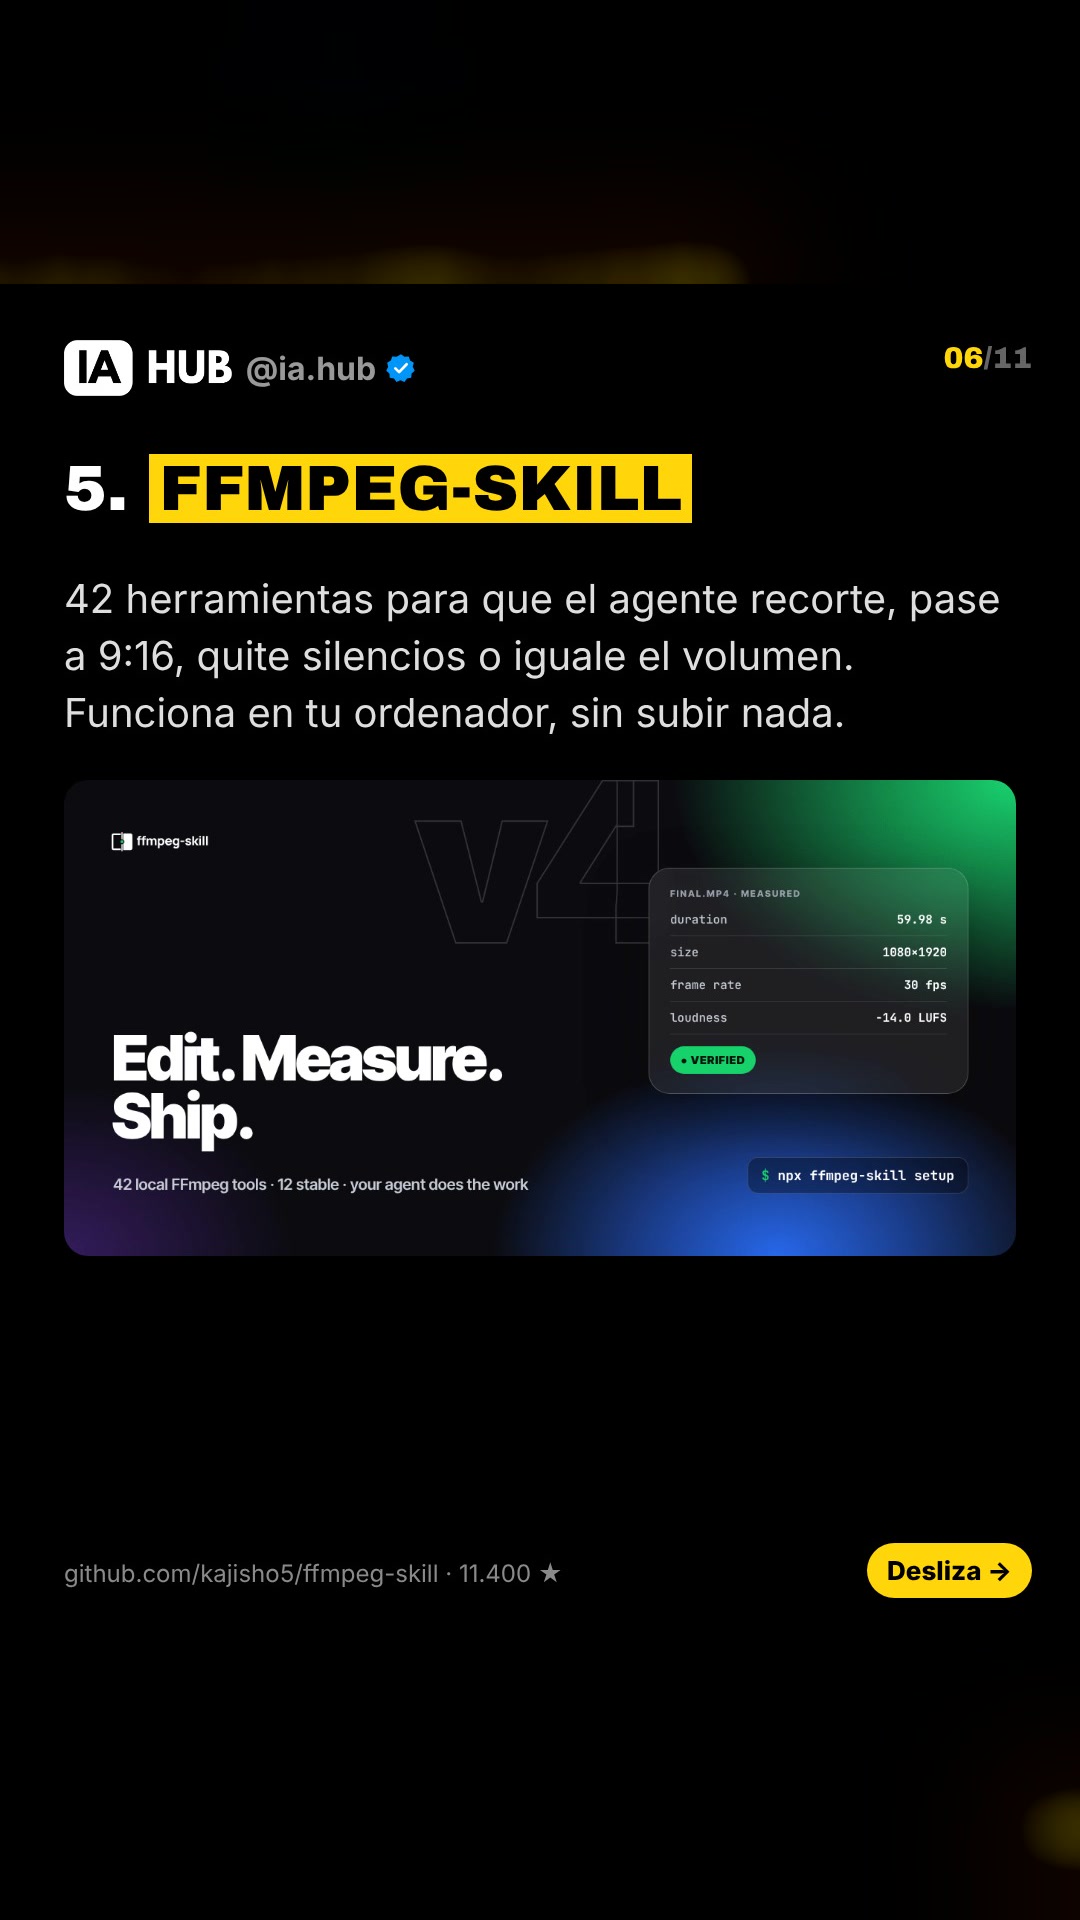 IA HUB @ia.hub
06/11
5. FFMPEG-SKILL
42 herramientas para que el agente recorte, pase
a 9:16, quite silencios o iguale el volumen.
Funciona en tu ordenador, sin subir nada.
ffmpeg-skill
v4
FINAL.MP4 · MEASURED
duration 59.98 s
size 1080×1920
frame rate 30 fps
loudness -14.0 LUFS
● VERIFIED
Edit. Measure.
Ship.
42 local FFmpeg tools · 12 stable · your agent does the work
$ npx ffmpeg-skill setup
github.com/kajisho5/ffmpeg-skill · 11.400 ★
Desliza →